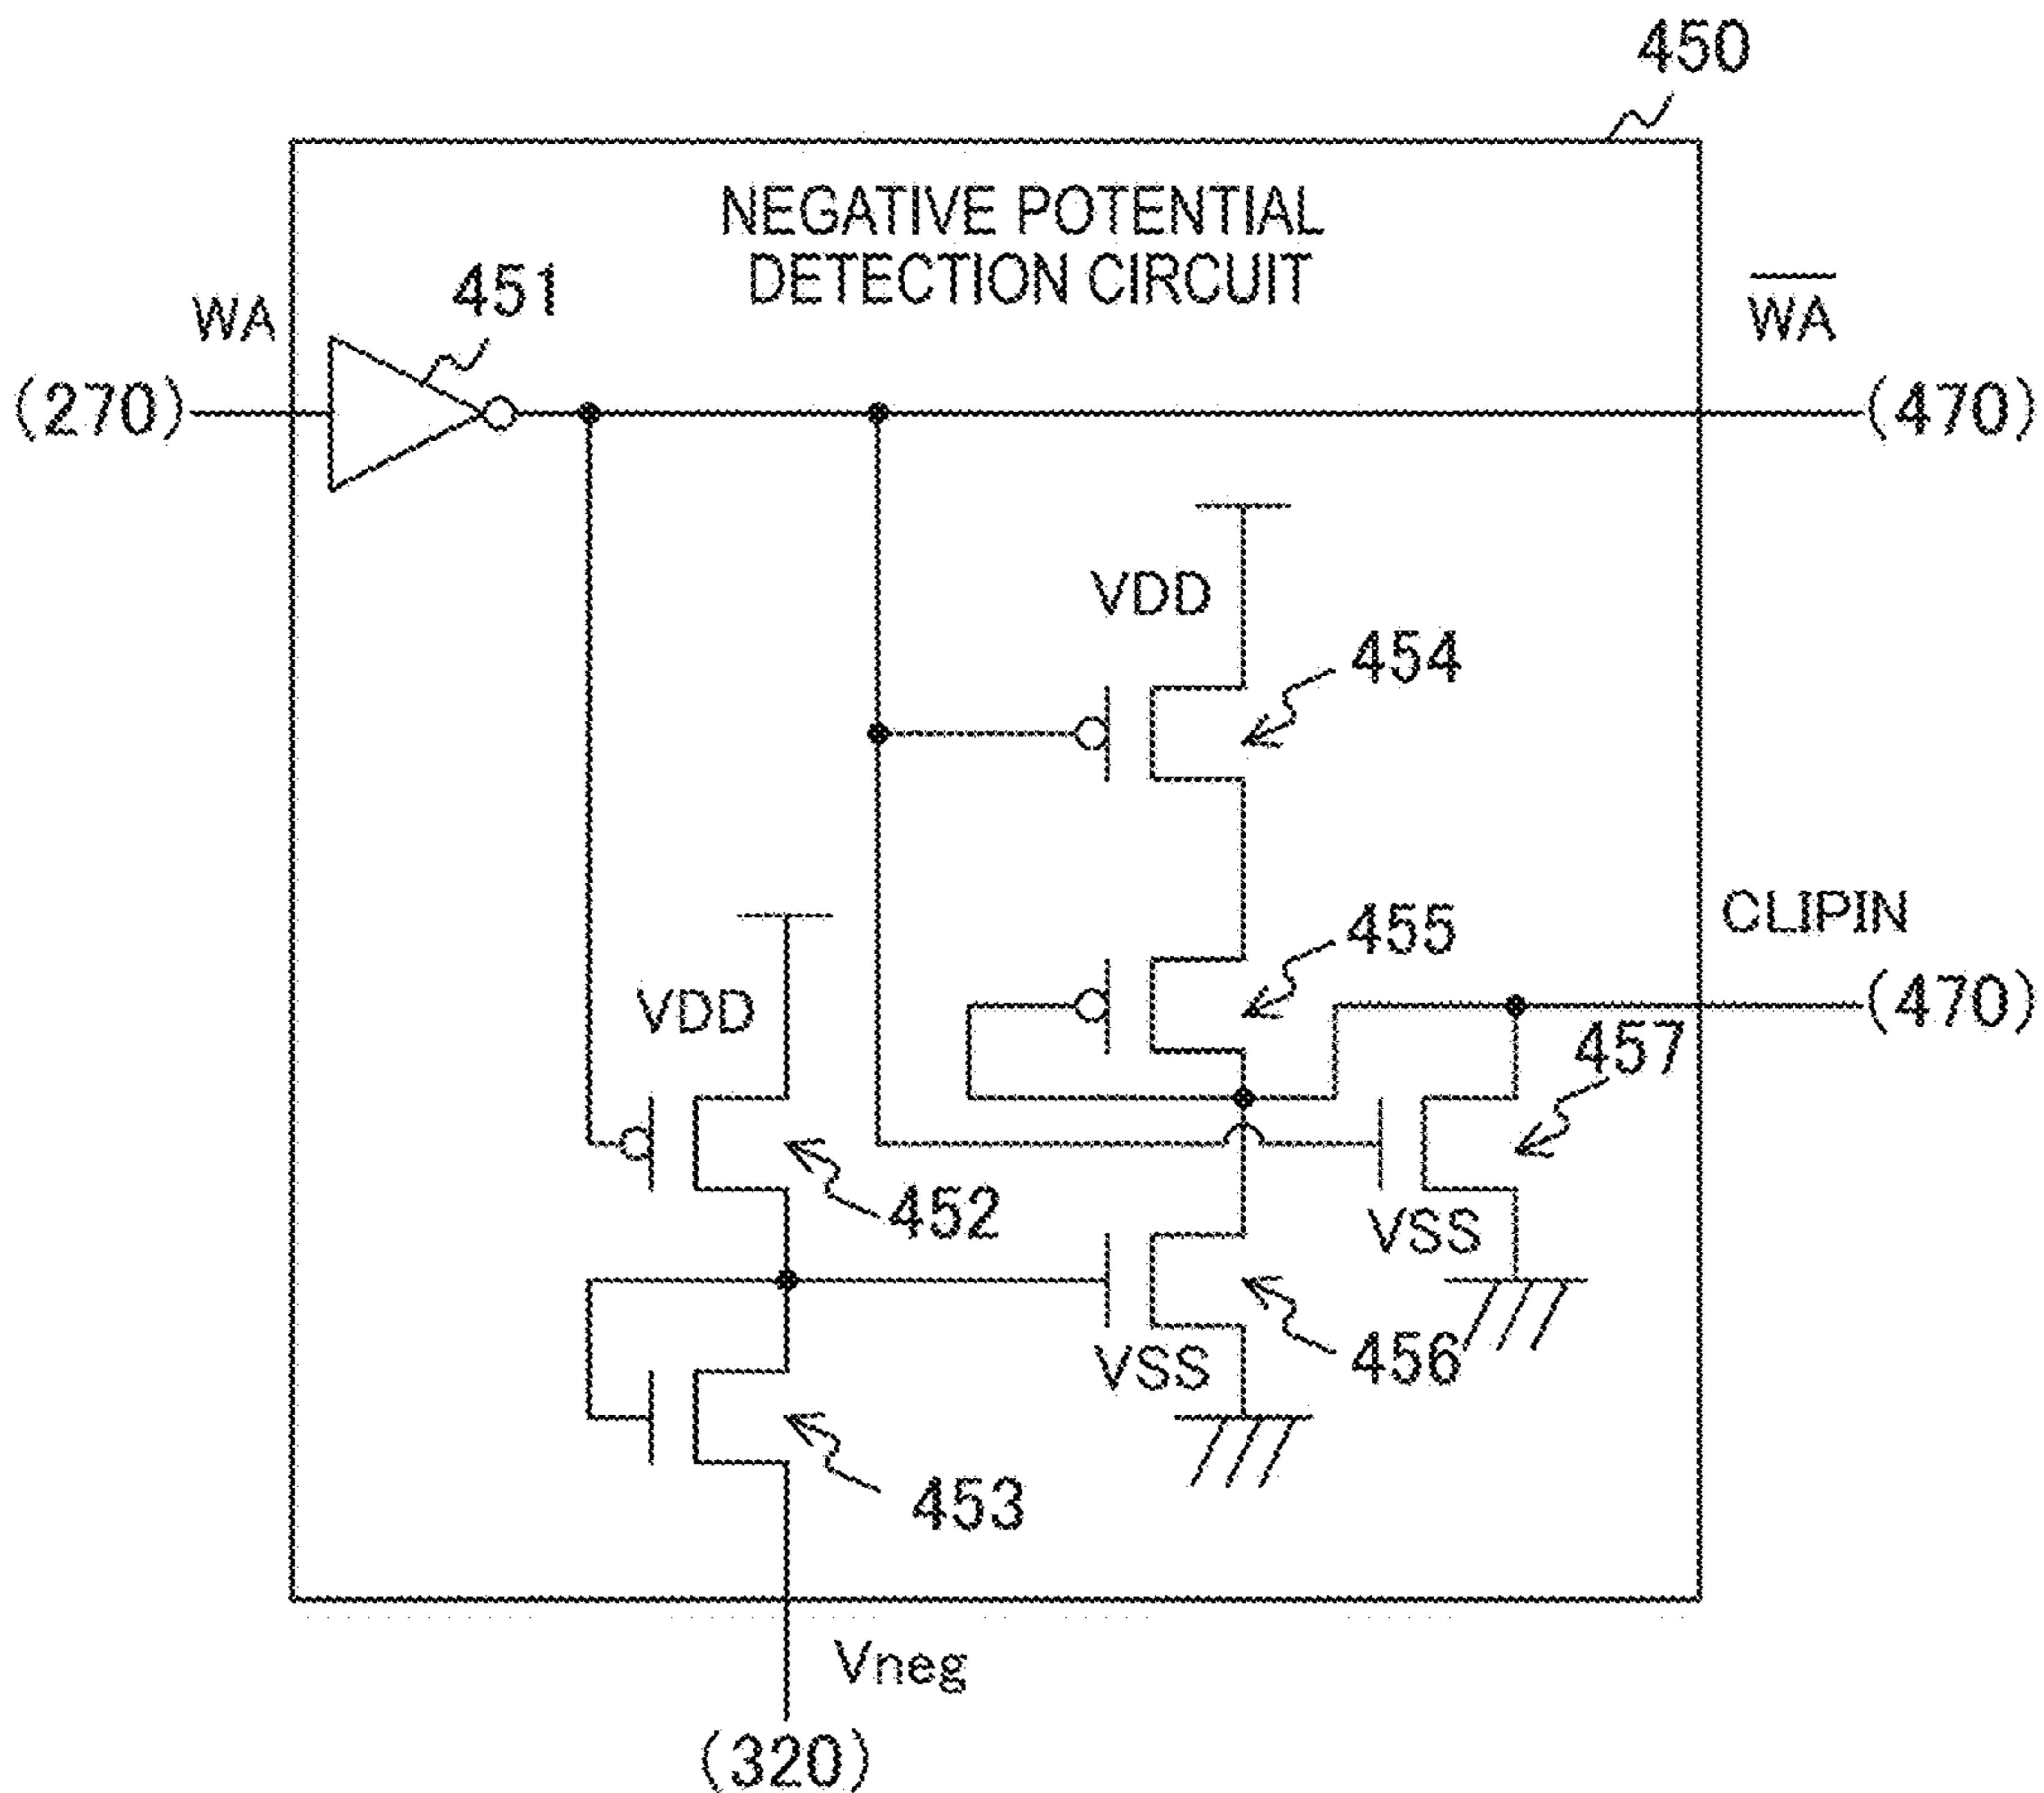 450
NEGATIVE POTENTIAL
DETECTION CIRCUIT
WA
451
W̅A̅
(270)
(470)
VDD
454
CLIPIN
455
(470)
VDD
457
452
VSS
456
VSS
453
Vneg
(320)